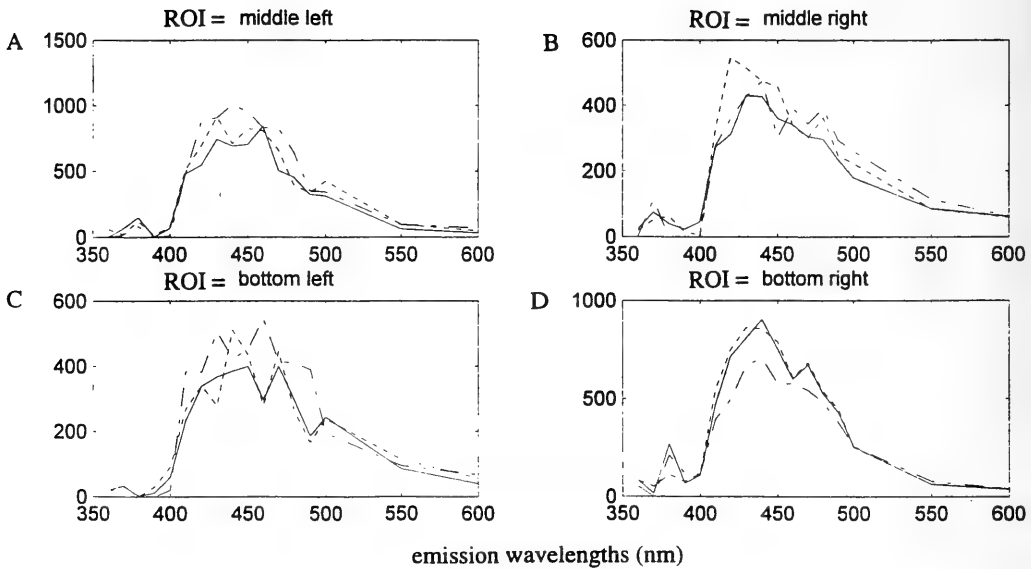 A
ROI = middle left
1500
1000
500
0
350 400 450 500 550 600
B
ROI = middle right
600
400
200
0
350 400 450 500 550 600
C
ROI = bottom left
600
400
200
0
350 400 450 500 550 600
D
ROI = bottom right
1000
500
0
350 400 450 500 550 600
emission wavelengths (nm)